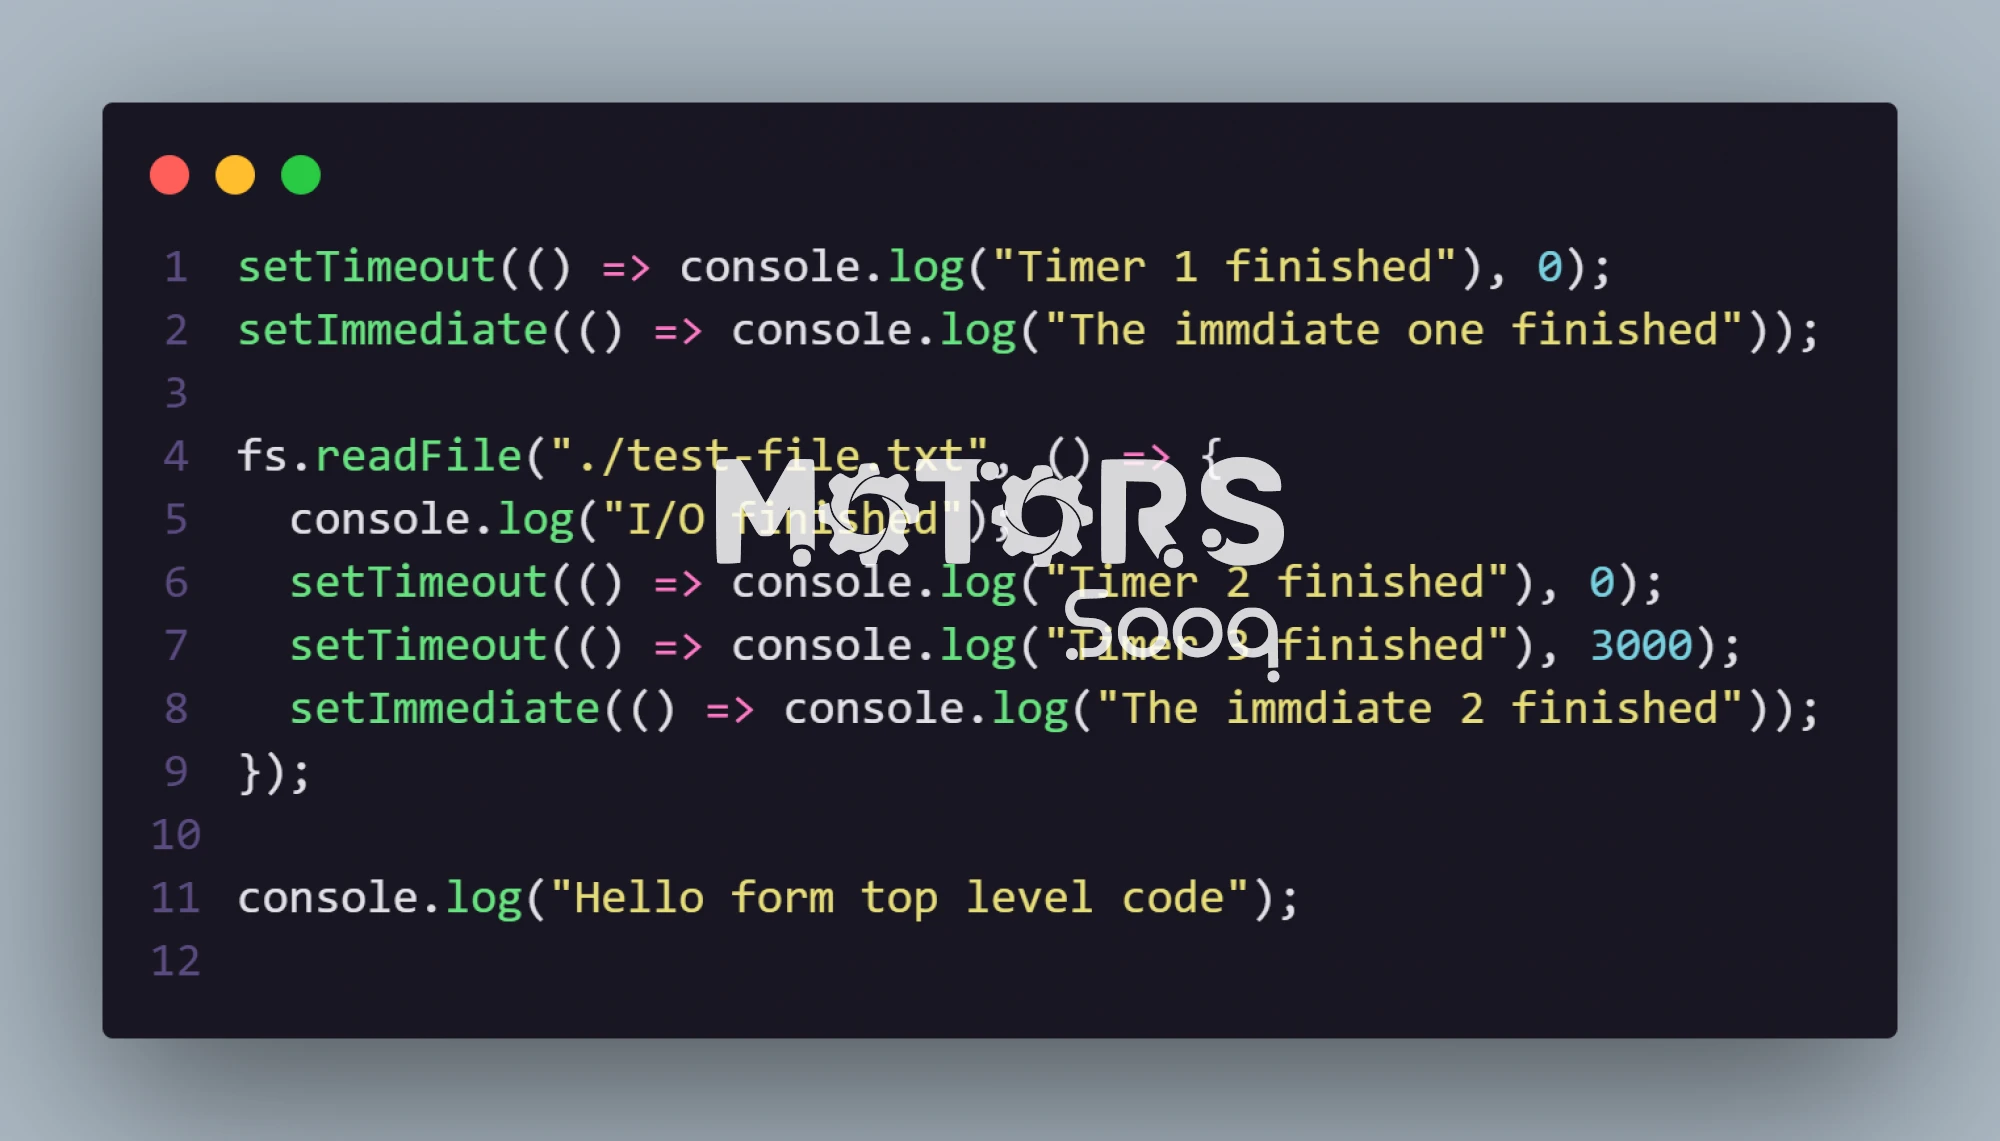 1 setTimeout(() => console.log("Timer 1 finished"), 0);
2 setImmediate(() => console.log("The immdiate one finished"));
3
4 fs.readFile("./test-file.txt", () => {
5 console.log("I/O finished");
6 setTimeout(() => console.log("Timer 2 finished"), 0);
7 setTimeout(() => console.log("Timer 3 finished"), 3000);
8 setImmediate(() => console.log("The immdiate 2 finished"));
9 });
10
11 console.log("Hello form top level code");
12
MOTORS
Sooq